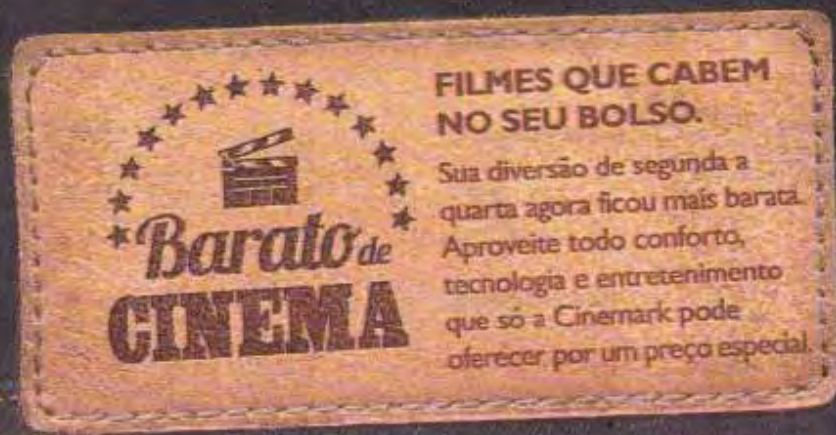 Barato de
CINEMA
FILMES QUE CABEM
NO SEU BOLSO.
Sua diversão de segunda a
quarta agora ficou mais barata.
Aproveite todo conforto,
tecnologia e entretenimento
que só a Cinemark pode
oferecer por um preço especial.